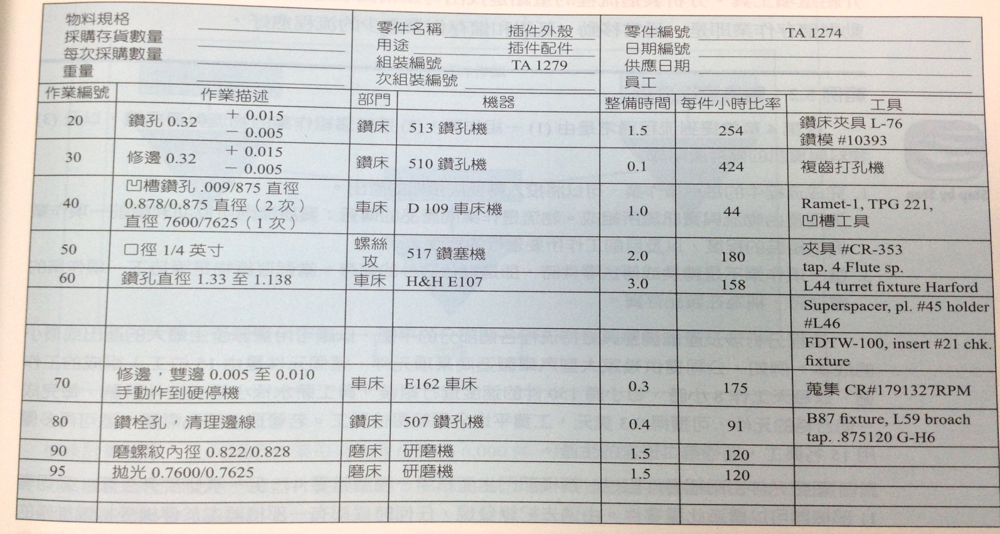 物料規格
採購存貨數量
每次採購數量
重量
零件名稱 插件外殼
用途 插件配件
組裝編號 TA 1279
次組裝編號
零件編號 TA 1274
日期編號
供應日期
員工
作業編號 作業描述 部門 機器 整備時間 每件小時比率 工具
20 鑽孔 0.32 + 0.015 − 0.005 鑽床 513 鑽孔機 1.5 254 鑽床夾具 L-76
鑽模 #10393
30 修邊 0.32 + 0.015 − 0.005 鑽床 510 鑽孔機 0.1 424 複齒打孔機
40 凹槽鑽孔 .009/875 直徑
0.878/0.875 直徑（2 次）
直徑 7600/7625（1 次）
車床 D 109 車床機 1.0 44 Ramet-1, TPG 221,
凹槽工具
50 口徑 1/4 英寸 螺絲
攻 517 鑽塞機 2.0 180 夾具 #CR-353
tap. 4 Flute sp.
60 鑽孔直徑 1.33 至 1.138 車床 H&H E107 3.0 158 L44 turret fixture Harford
Superspacer, pl. #45 holder
#L46
FDTW-100, insert #21 chk.
fixture
70 修邊，雙邊 0.005 至 0.010
手動作到硬停機 車床 E162 車床 0.3 175 蒐集 CR#1791327RPM
80 鑽栓孔，清理邊線 鑽床 507 鑽孔機 0.4 91 B87 fixture, L59 broach
tap. .875120 G-H6
90 磨螺紋內徑 0.822/0.828 磨床 研磨機 1.5 120
95 拋光 0.7600/0.7625 磨床 研磨機 1.5 120